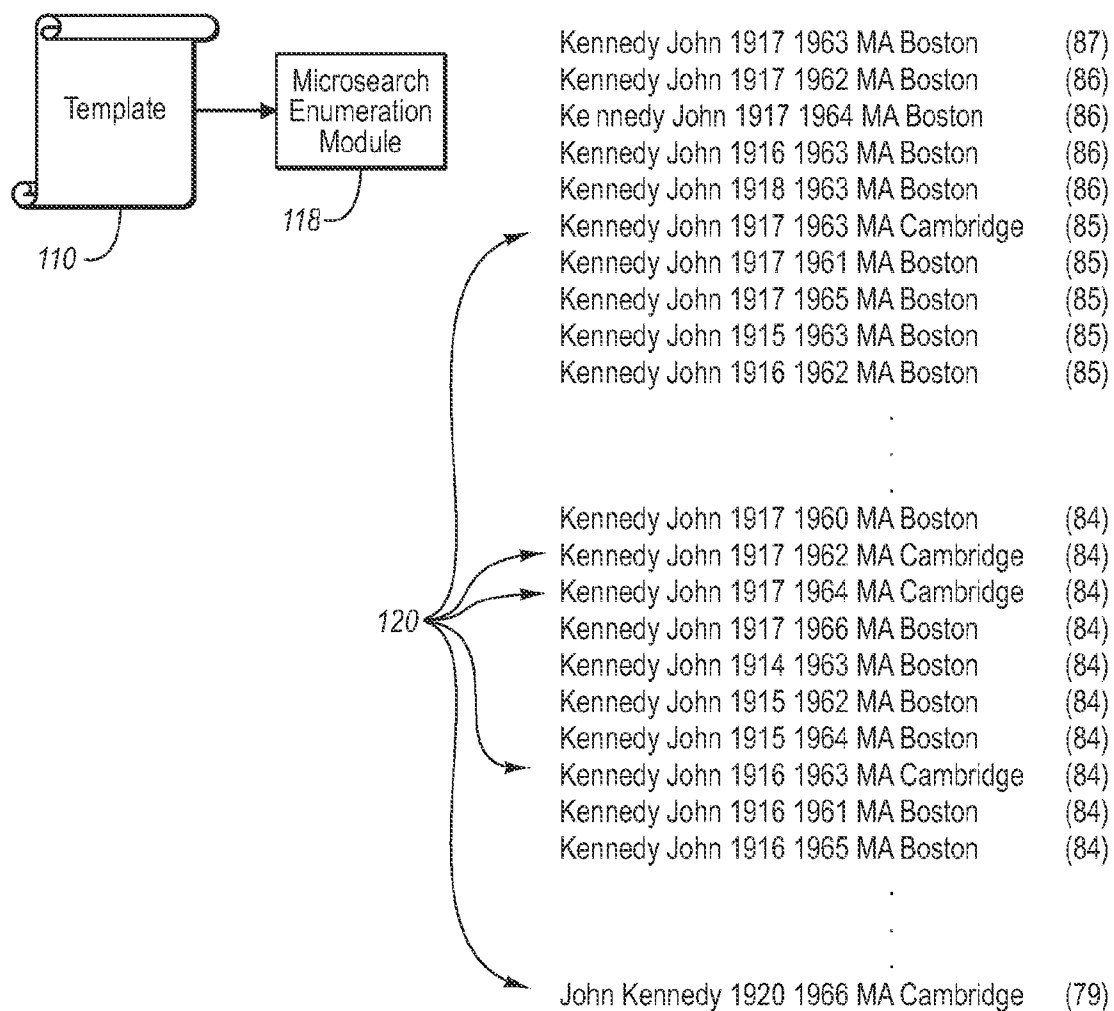 Template
Microsearch
Enumeration
Module
110
118
120
Kennedy John 1917 1963 MA Boston (87)
Kennedy John 1917 1962 MA Boston (86)
Ke nnedy John 1917 1964 MA Boston (86)
Kennedy John 1916 1963 MA Boston (86)
Kennedy John 1918 1963 MA Boston (86)
Kennedy John 1917 1963 MA Cambridge (85)
Kennedy John 1917 1961 MA Boston (85)
Kennedy John 1917 1965 MA Boston (85)
Kennedy John 1915 1963 MA Boston (85)
Kennedy John 1916 1962 MA Boston (85)
.
.
.
Kennedy John 1917 1960 MA Boston (84)
Kennedy John 1917 1962 MA Cambridge (84)
Kennedy John 1917 1964 MA Cambridge (84)
Kennedy John 1917 1966 MA Boston (84)
Kennedy John 1914 1963 MA Boston (84)
Kennedy John 1915 1962 MA Boston (84)
Kennedy John 1915 1964 MA Boston (84)
Kennedy John 1916 1963 MA Cambridge (84)
Kennedy John 1916 1961 MA Boston (84)
Kennedy John 1916 1965 MA Boston (84)
.
.
.
John Kennedy 1920 1966 MA Cambridge (79)